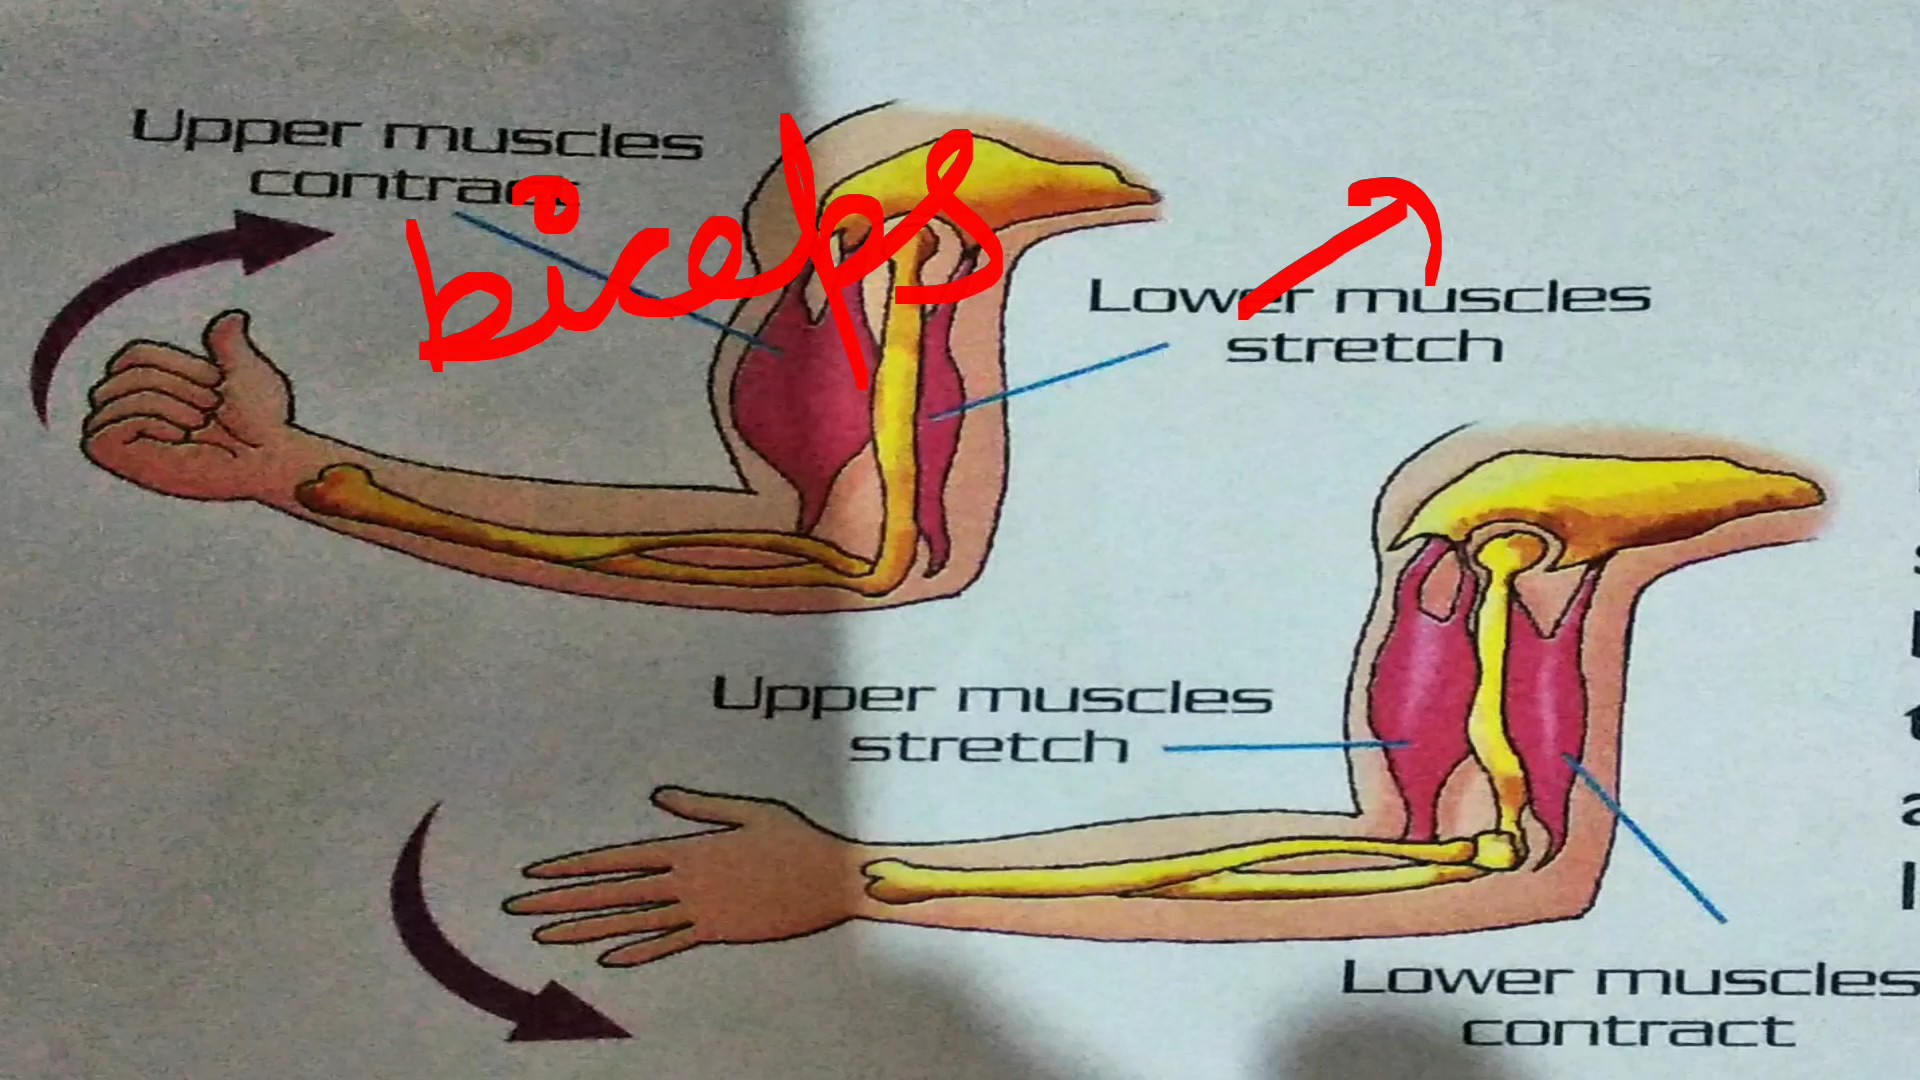 Upper muscles
contract
biceps
Lower muscles
stretch
Upper muscles
stretch
Lower muscles
contract